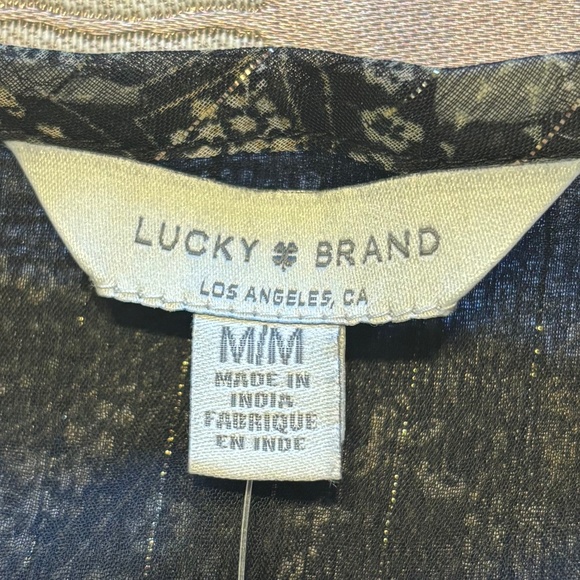 LUCKY BRAND
LOS ANGELES, CA
M/M
MADE IN
INDIA
FABRIQUE
EN INDE